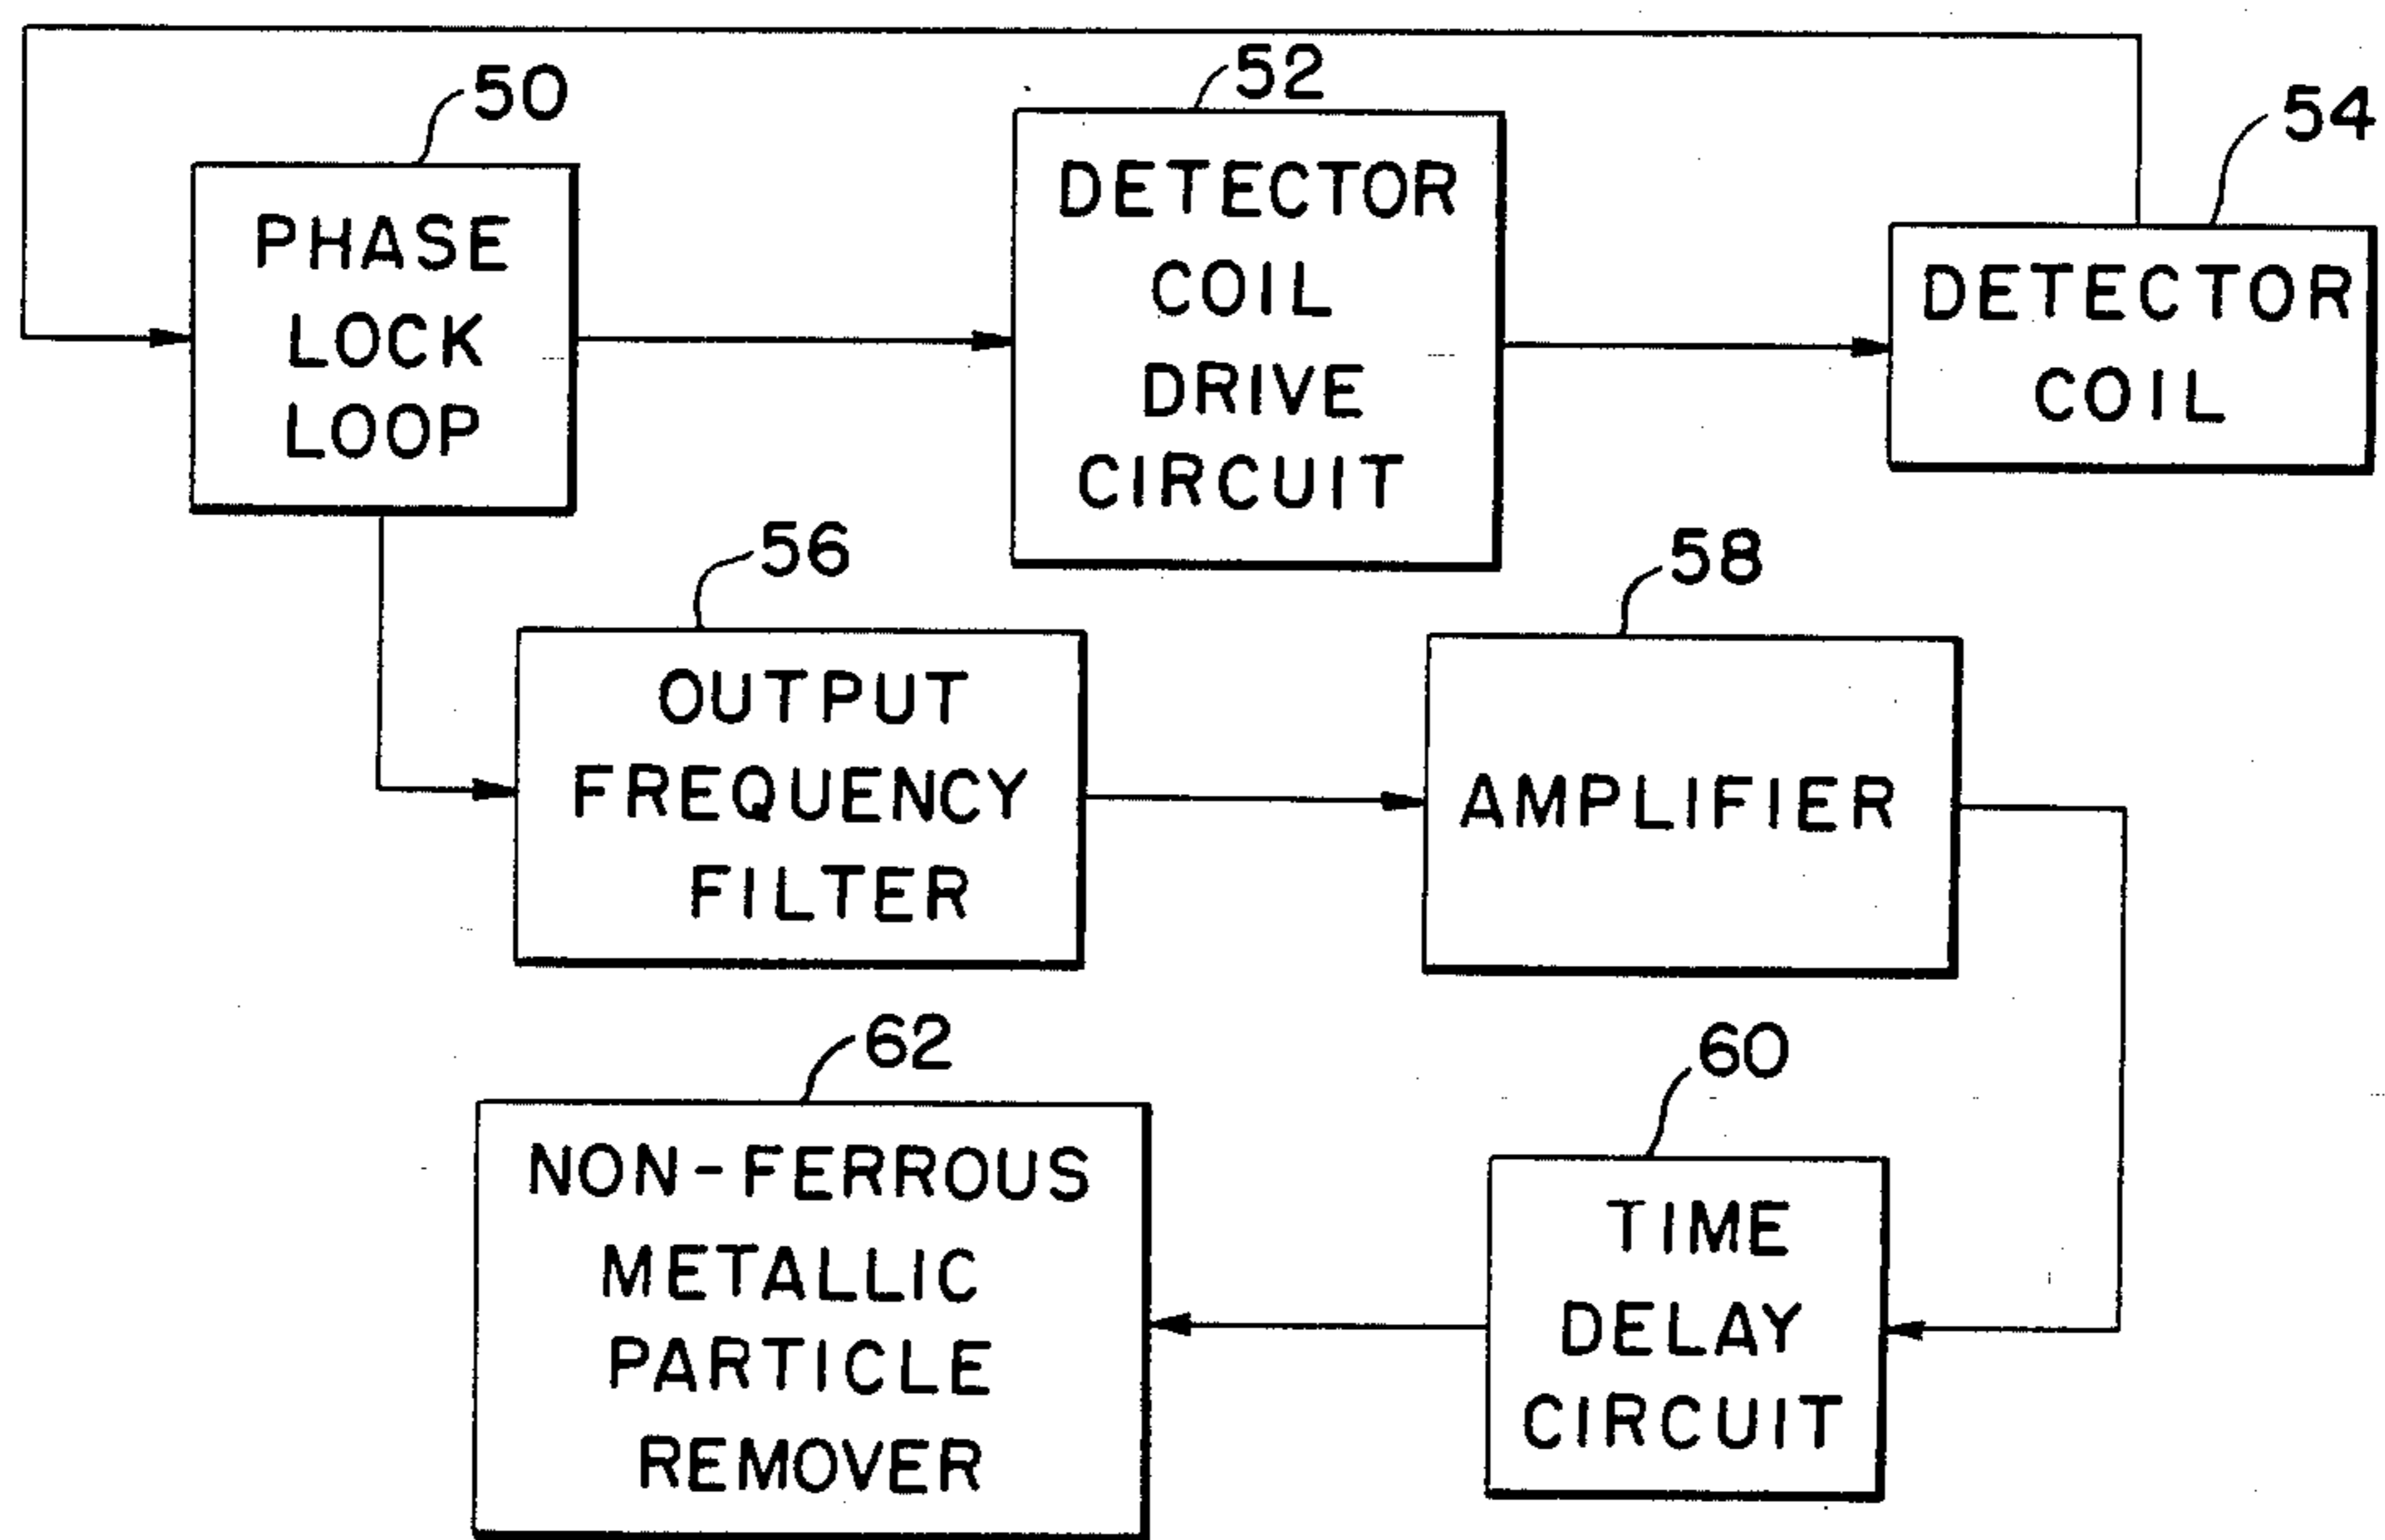 50
PHASE
LOCK
LOOP
52
DETECTOR
COIL
DRIVE
CIRCUIT
54
DETECTOR
COIL
56
OUTPUT
FREQUENCY
FILTER
58
AMPLIFIER
62
NON-FERROUS
METALLIC
PARTICLE
REMOVER
60
TIME
DELAY
CIRCUIT